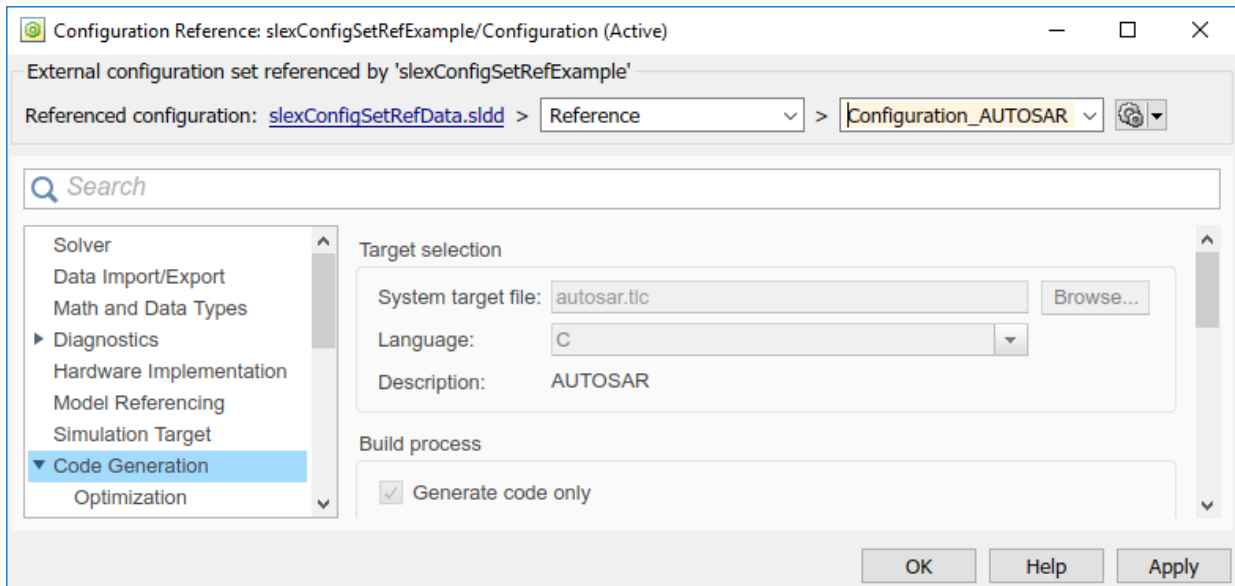 Configuration Reference: slexConfigSetRefExample/Configuration (Active)
External configuration set referenced by 'slexConfigSetRefExample'
Referenced configuration: slexConfigSetRefData.sldd > Reference > Configuration_AUTOSAR
Search
Solver
Data Import/Export
Math and Data Types
Diagnostics
Hardware Implementation
Model Referencing
Simulation Target
Code Generation
Optimization
Target selection
System target file: autosar.tlc Browse...
Language: C
Description: AUTOSAR
Build process
Generate code only
OK Help Apply